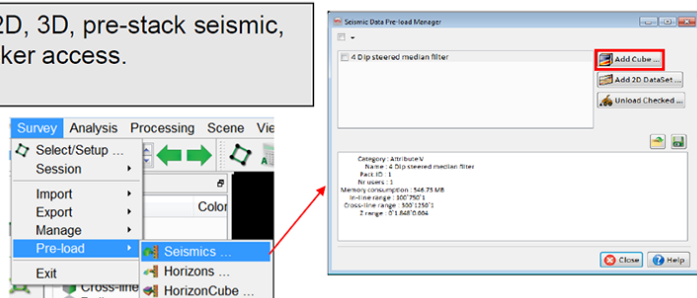 2D, 3D, pre-stack seismic,
ker access.
Survey Analysis Processing Scene Vie
Select/Setup ...
Session
Import
Export
Manage
Pre-load
Exit
Color
Seismics ...
Horizons ...
HorizonCube ...
Cross-line
Seismic Data Pre-load Manager
4 Dip steered median filter
Add Cube ...
Add 2D DataSet ...
Unload Checked ...
Category : Attribute\/
Name : 4 Dip steered median filter
Pack.ID : 1
Nr users : 1
Memory consumption : 546.75 MB
In-line range : 100`750`1
Cross-line range : 300`1250`1
Z range : 0`1.848`0.004
Close
Help